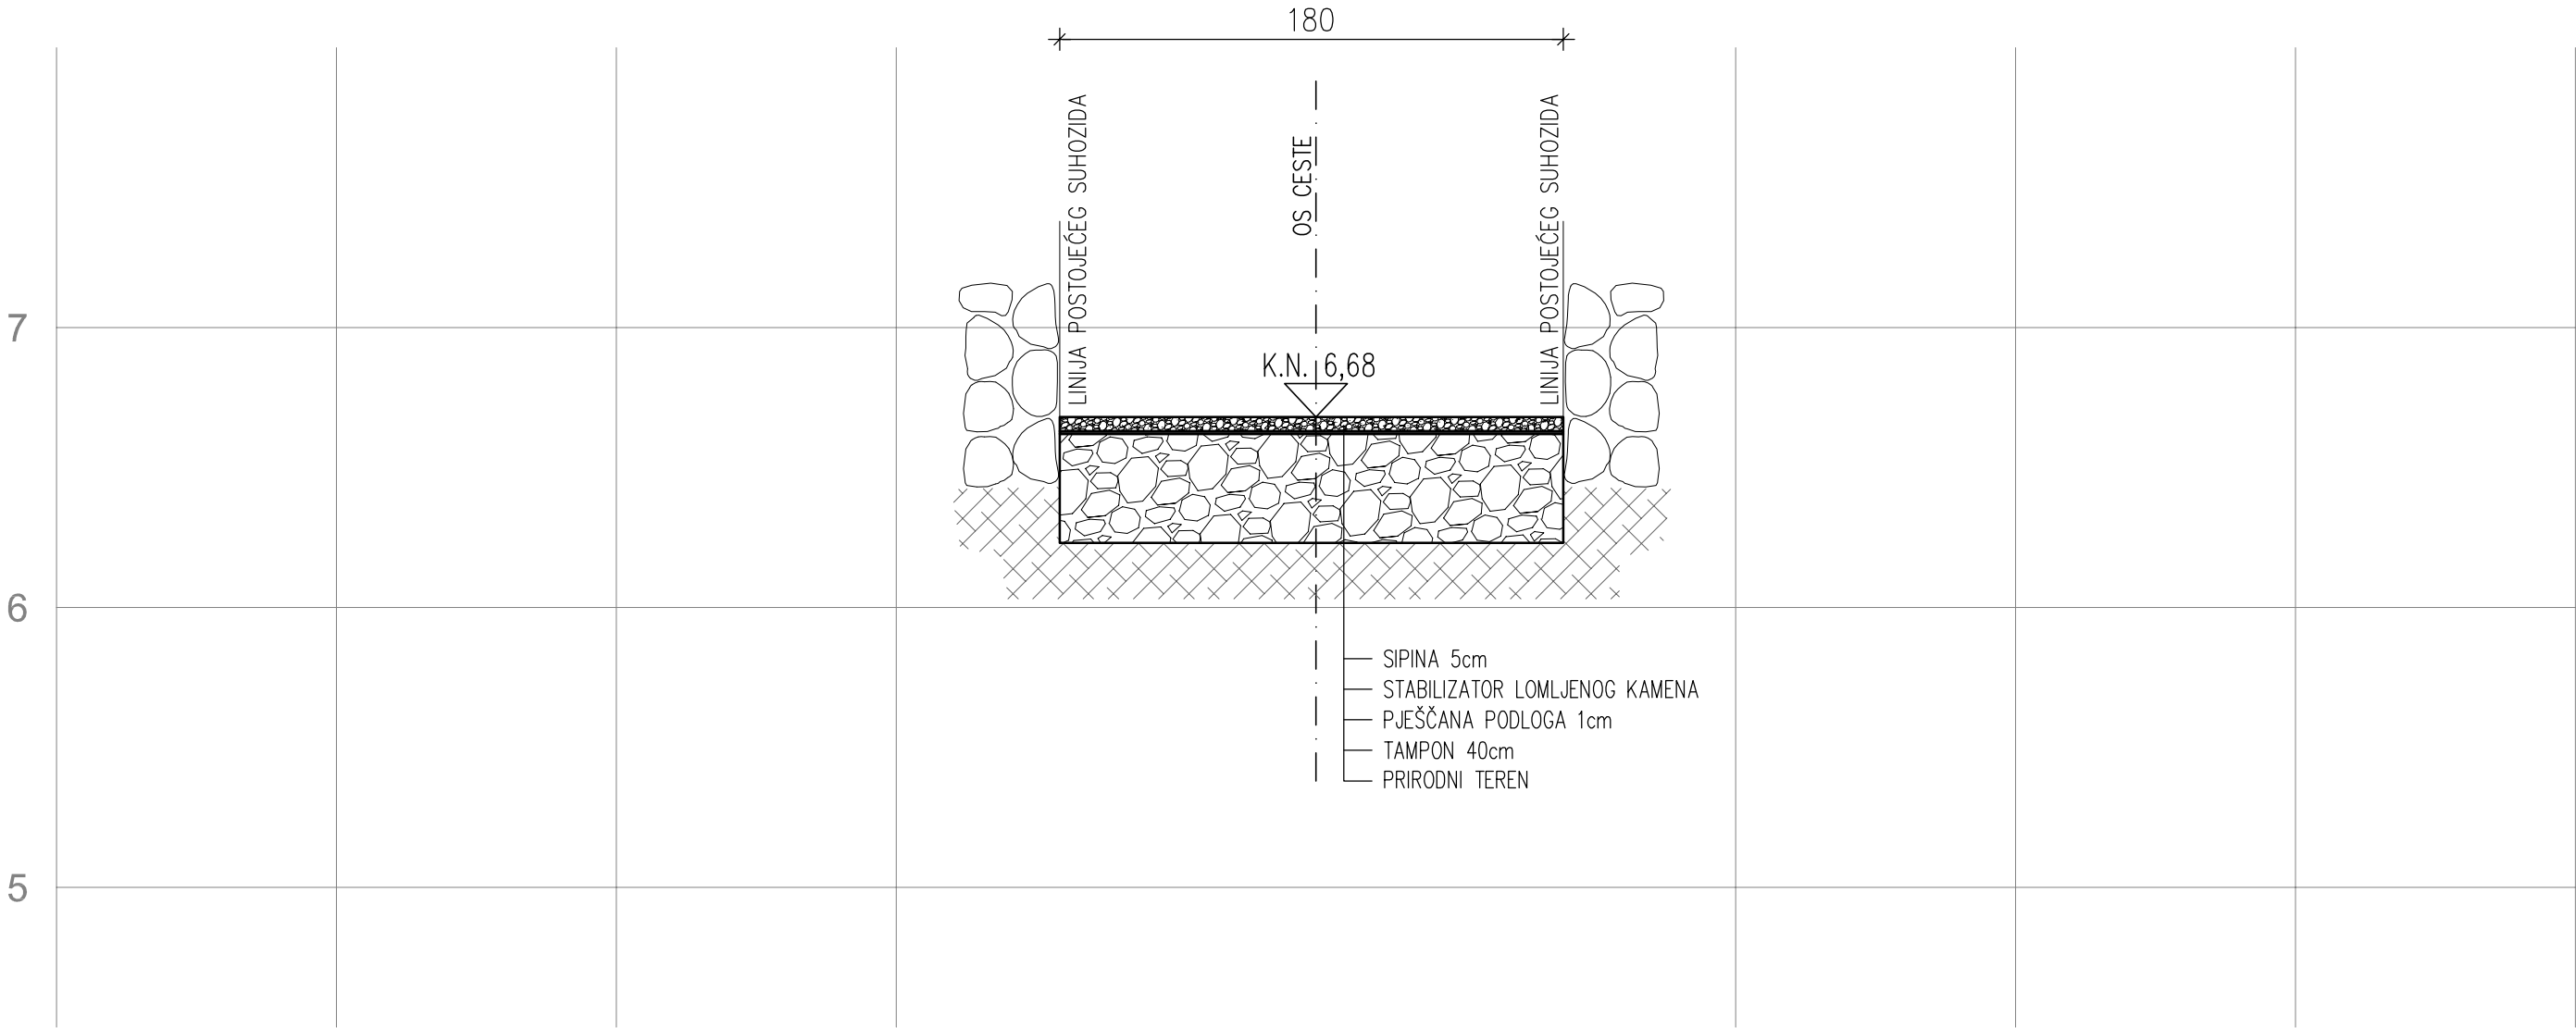 180
LINIJA POSTOJEĆEG SUHOZIDA
OS CESTE
LINIJA POSTOJEĆEG SUHOZIDA
7
K.N. 6,68
6
SIPINA 5cm
STABILIZATOR LOMLJENOG KAMENA
PJEŠČANA PODLOGA 1cm
TAMPON 40cm
PRIRODNI TEREN
5